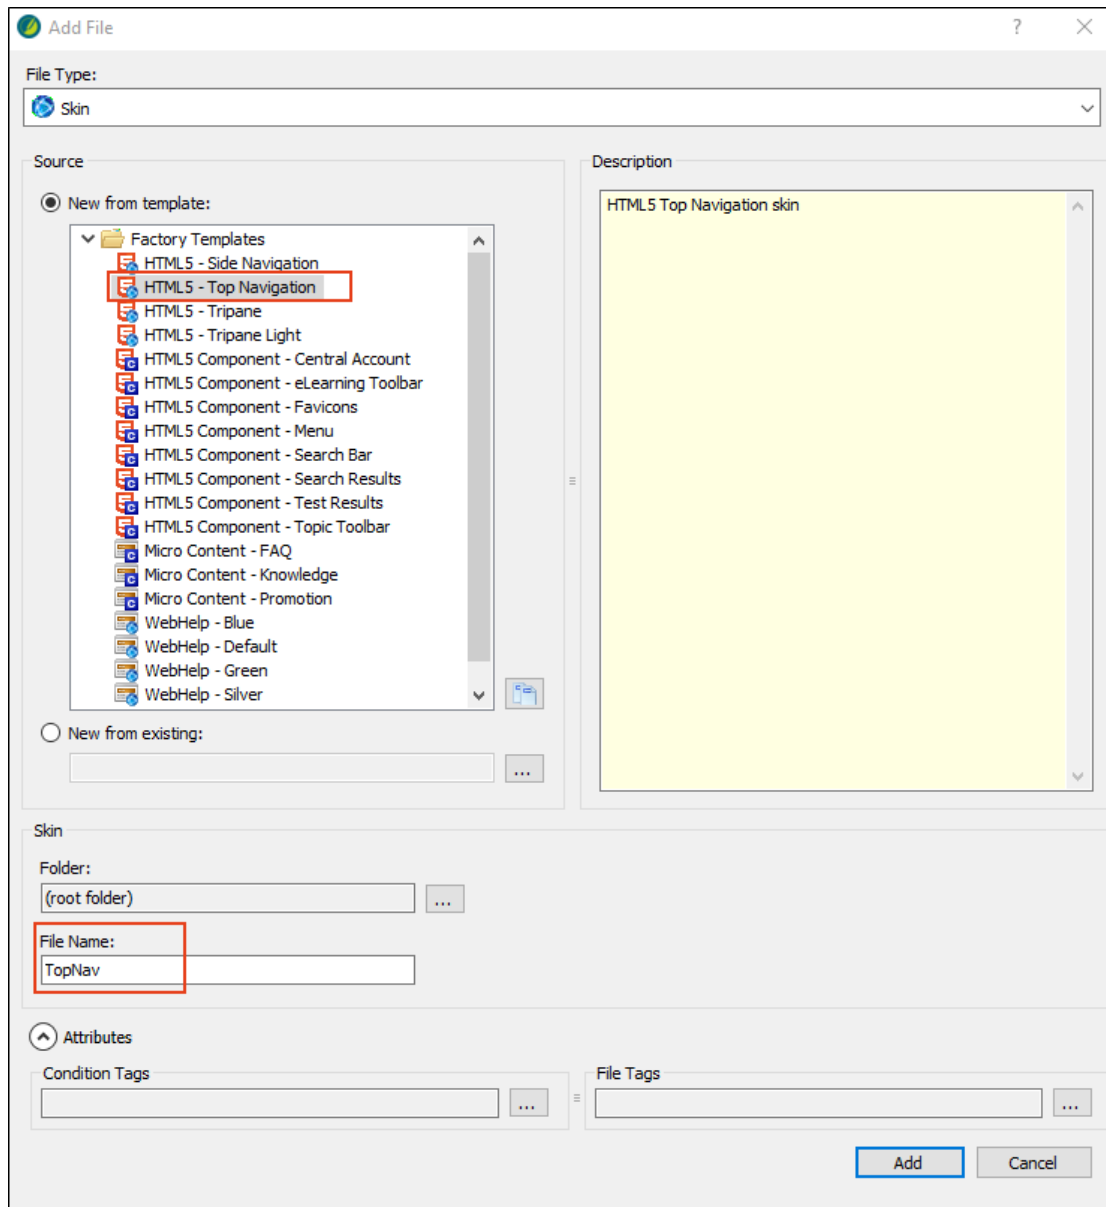 Add File
?
File Type:
Skin
Source
New from template:
Factory Templates
HTML5 - Side Navigation
HTML5 - Top Navigation
HTML5 - Tripane
HTML5 - Tripane Light
HTML5 Component - Central Account
HTML5 Component - eLearning Toolbar
HTML5 Component - Favicons
HTML5 Component - Menu
HTML5 Component - Search Bar
HTML5 Component - Search Results
HTML5 Component - Test Results
HTML5 Component - Topic Toolbar
Micro Content - FAQ
Micro Content - Knowledge
Micro Content - Promotion
WebHelp - Blue
WebHelp - Default
WebHelp - Green
WebHelp - Silver
New from existing:
...
Description
HTML5 Top Navigation skin
Skin
Folder:
(root folder)
...
File Name:
TopNav
Attributes
Condition Tags
...
File Tags
...
Add
Cancel